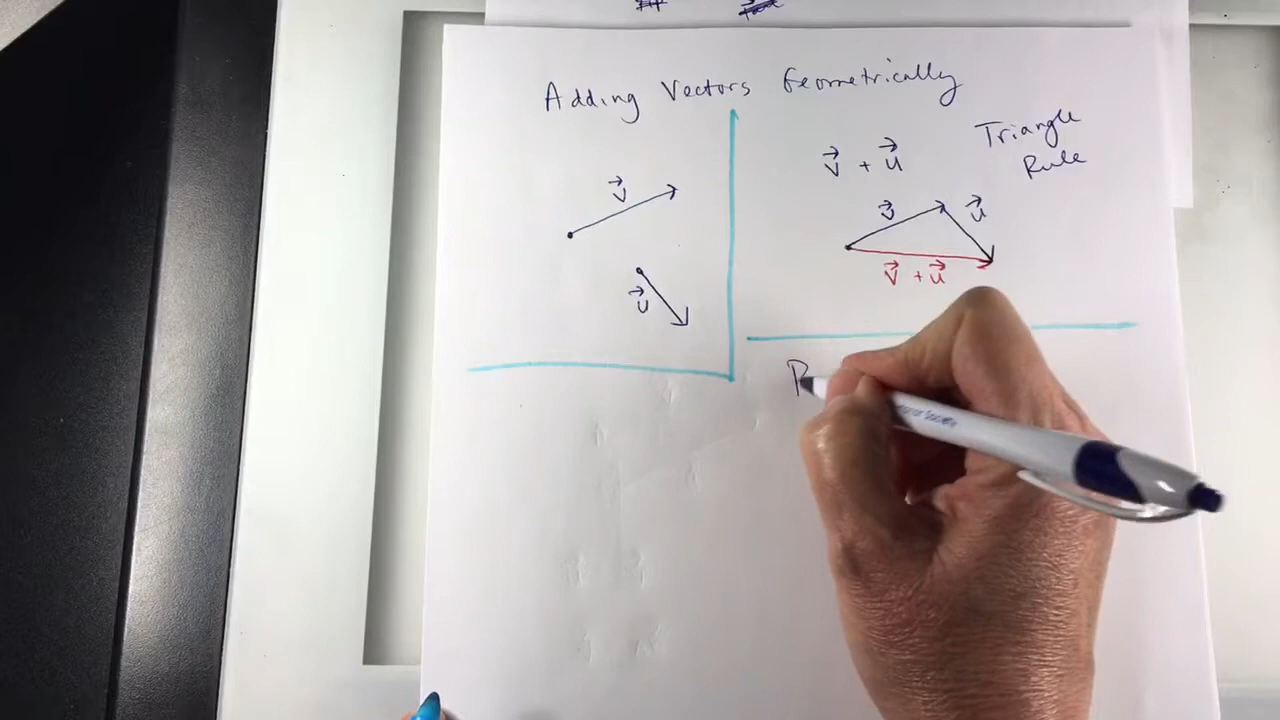 Adding Vectors Geometrically
v⃗
u⃗
v⃗ + u⃗
Triangle
Rule
v⃗
u⃗
v⃗ + u⃗
P